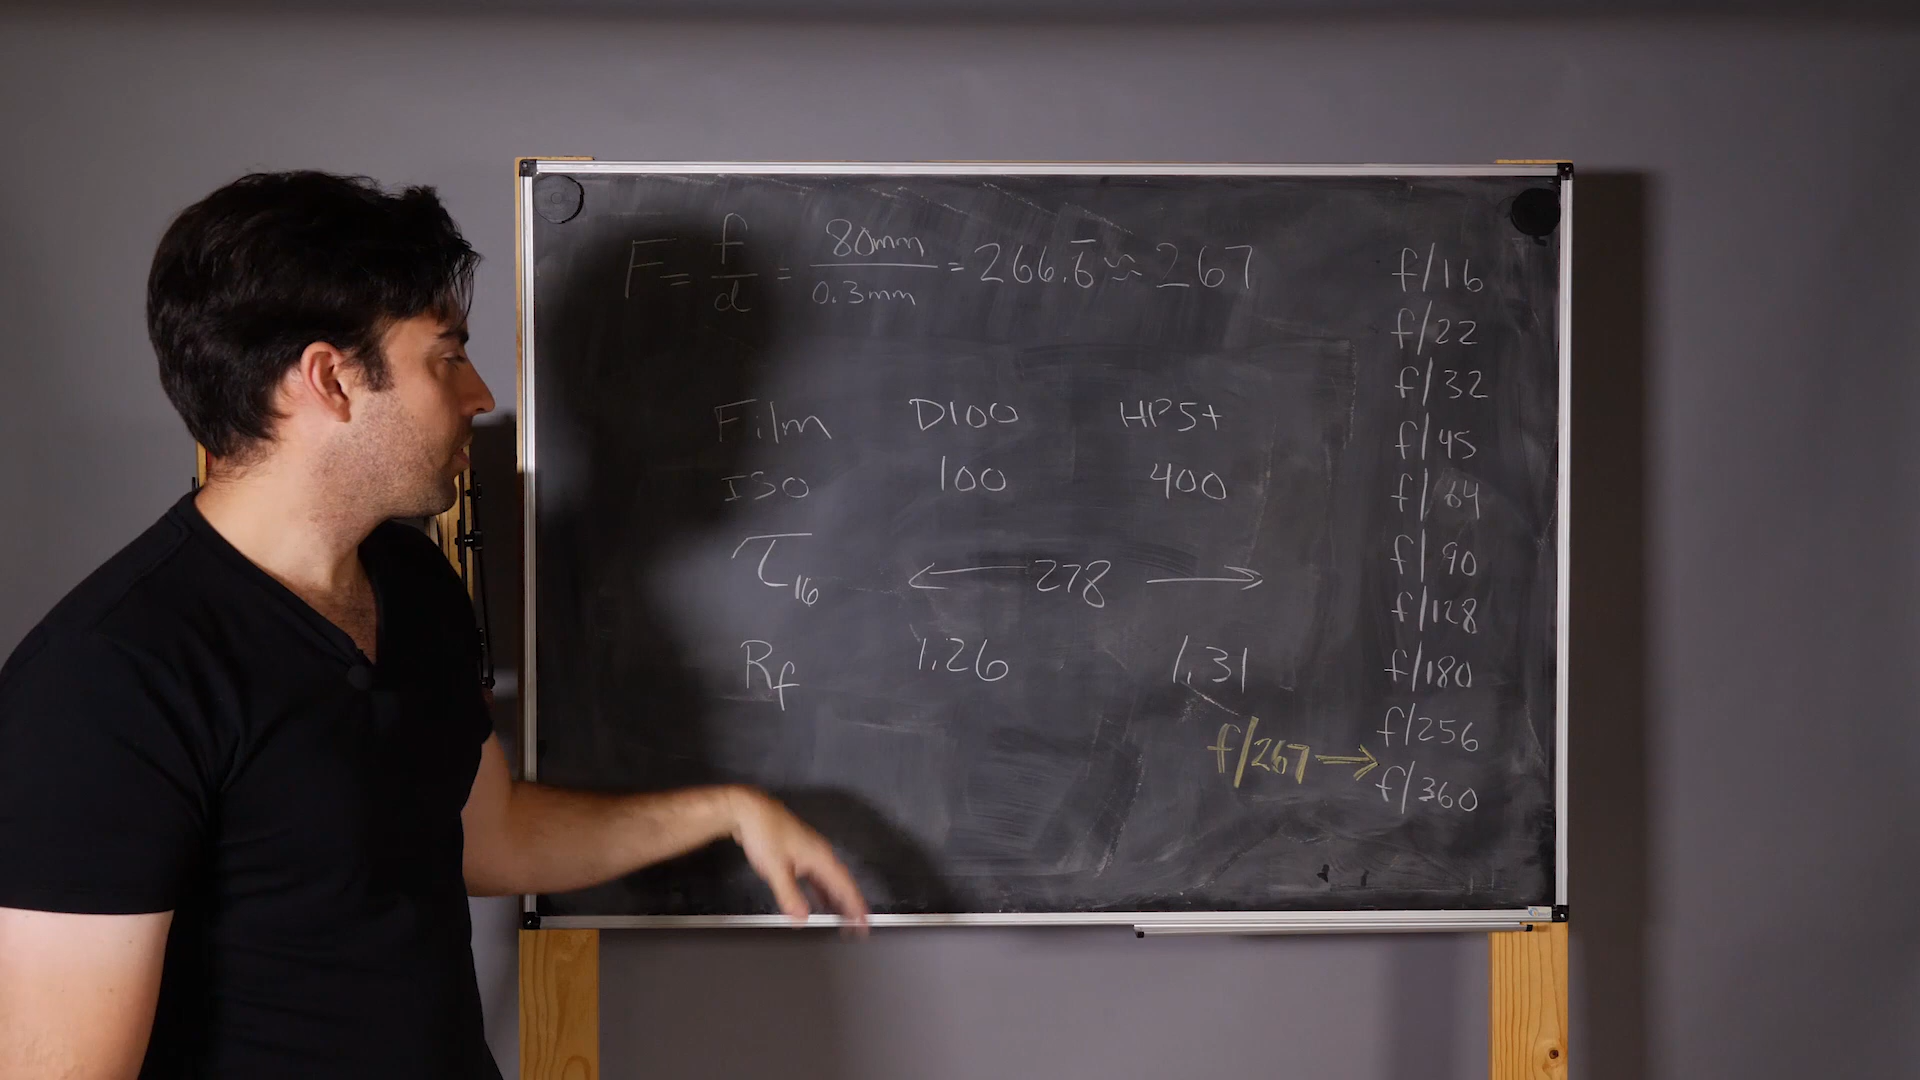 F = f/d = 80mm/0.3mm = 266.6̅ ≈ 267
Film D100 HP5+
ISO 100 400
τ16 ← 278 →
Rf 1.26 1.31
f/267 →
f/16
f/22
f/32
f/45
f/64
f/90
f/128
f/180
f/256
f/360